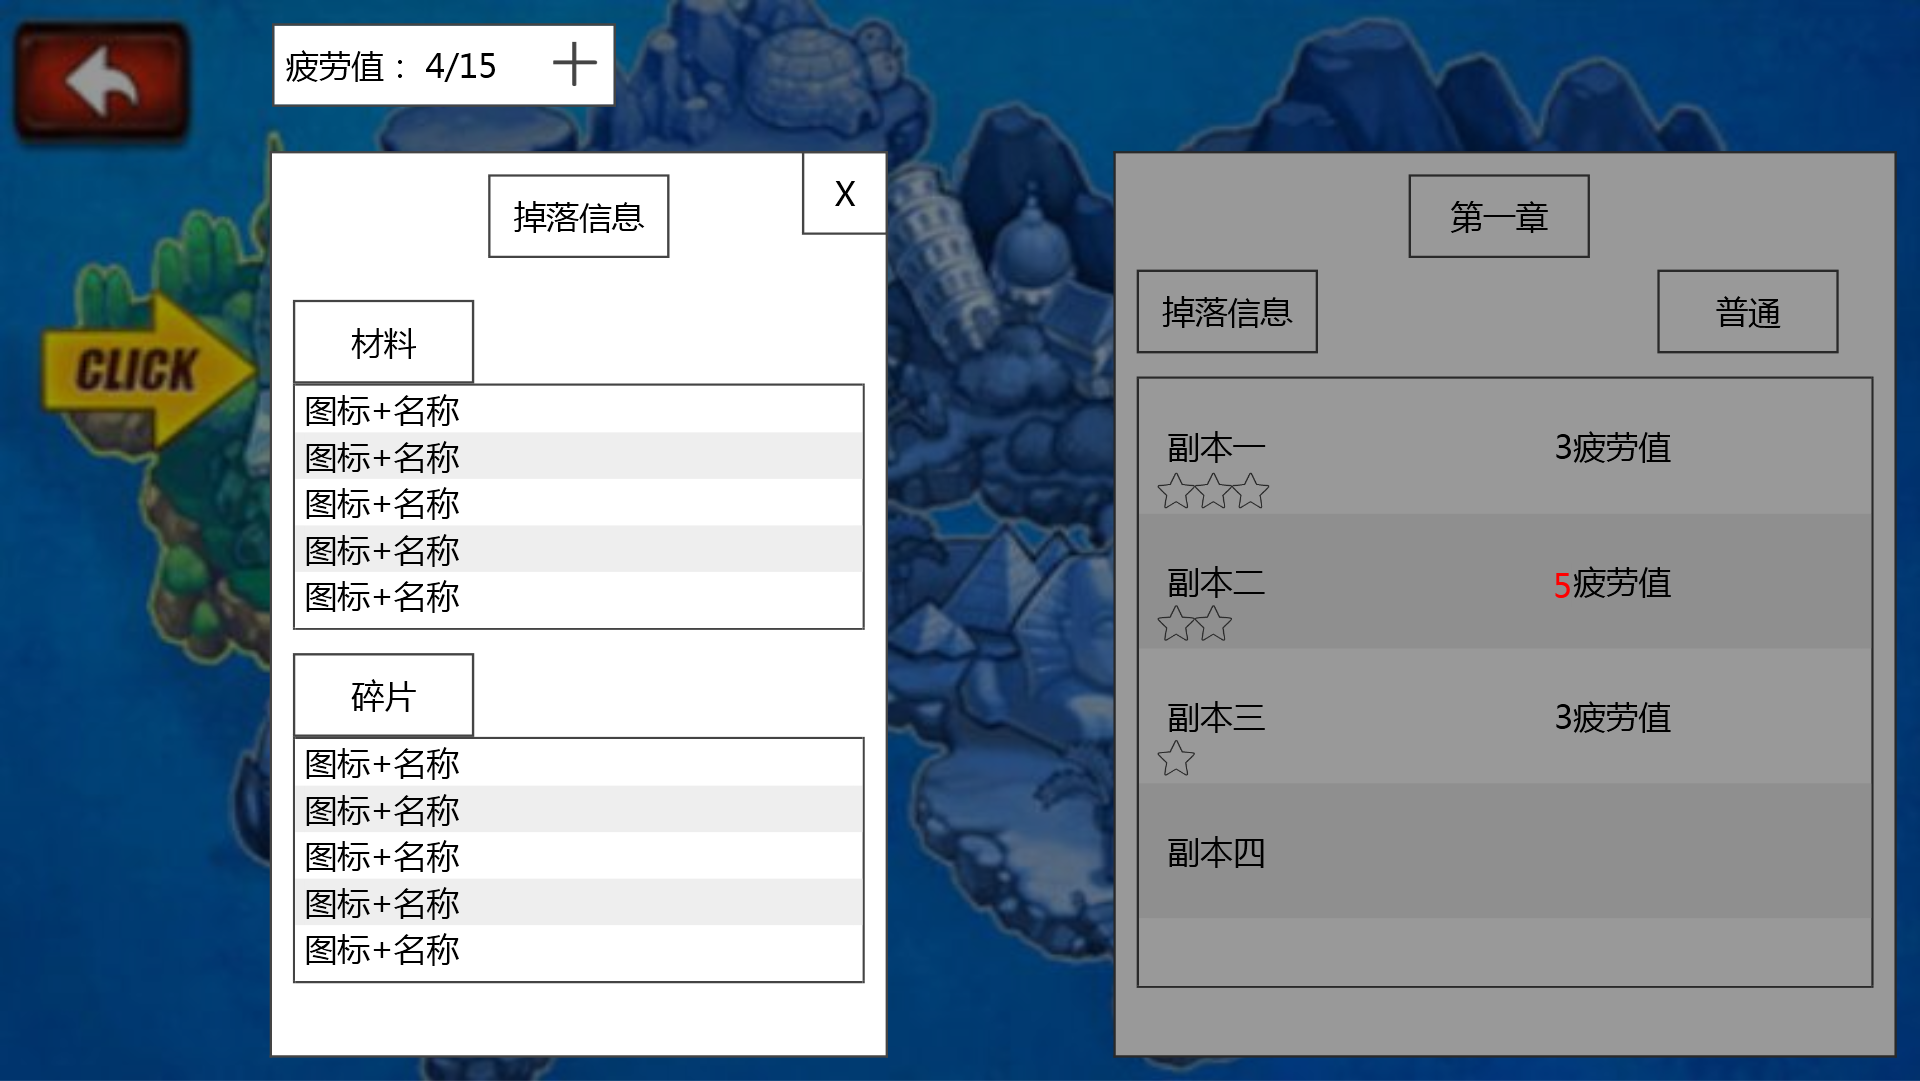 疲劳值： 4/15
掉落信息
X
材料
图标+名称
图标+名称
图标+名称
图标+名称
图标+名称
碎片
图标+名称
图标+名称
图标+名称
图标+名称
图标+名称
CLICK
第一章
掉落信息
普通
副本一 3疲劳值
副本二 5疲劳值
副本三 3疲劳值
副本四